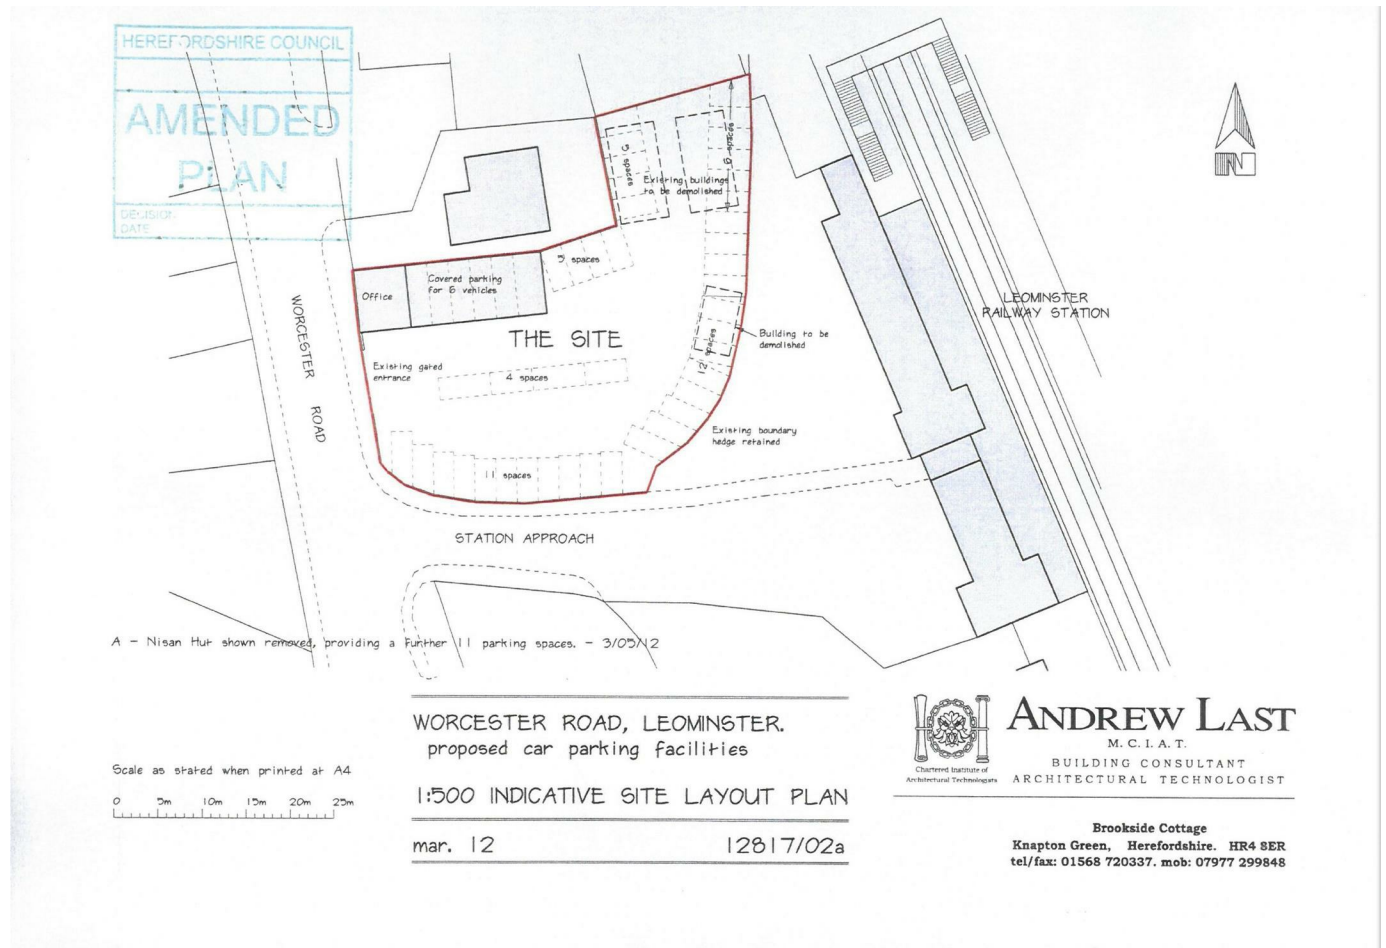 HEREFORDSHIRE COUNCIL
AMENDED
PLAN
DECISION
DATE
5 spaces
spaces
Existing buildings
to be demolished
spaces
Office
Covered parking
for 6 vehicles
THE SITE
LEOMINSTER
RAILWAY STATION
WORCESTER ROAD
Existing gated
entrance
4 spaces
12 spaces
Building to be
demolished
Existing boundary
hedge retained
11 spaces
STATION APPROACH
A - Nisan Hut shown removed, providing a further 11 parking spaces. - 3/05/12
WORCESTER ROAD, LEOMINSTER.
proposed car parking facilities
1:500 INDICATIVE SITE LAYOUT PLAN
mar. 12 12817/02a
Scale as stated when printed at A4
0 5m 10m 15m 20m 25m
Chartered Institute of
Architectural Technologists
ANDREW LAST
M.C.I.A.T.
BUILDING CONSULTANT
ARCHITECTURAL TECHNOLOGIST
Brookside Cottage
Knapton Green, Herefordshire. HR4 8ER
tel/fax: 01568 720337. mob: 07977 299848